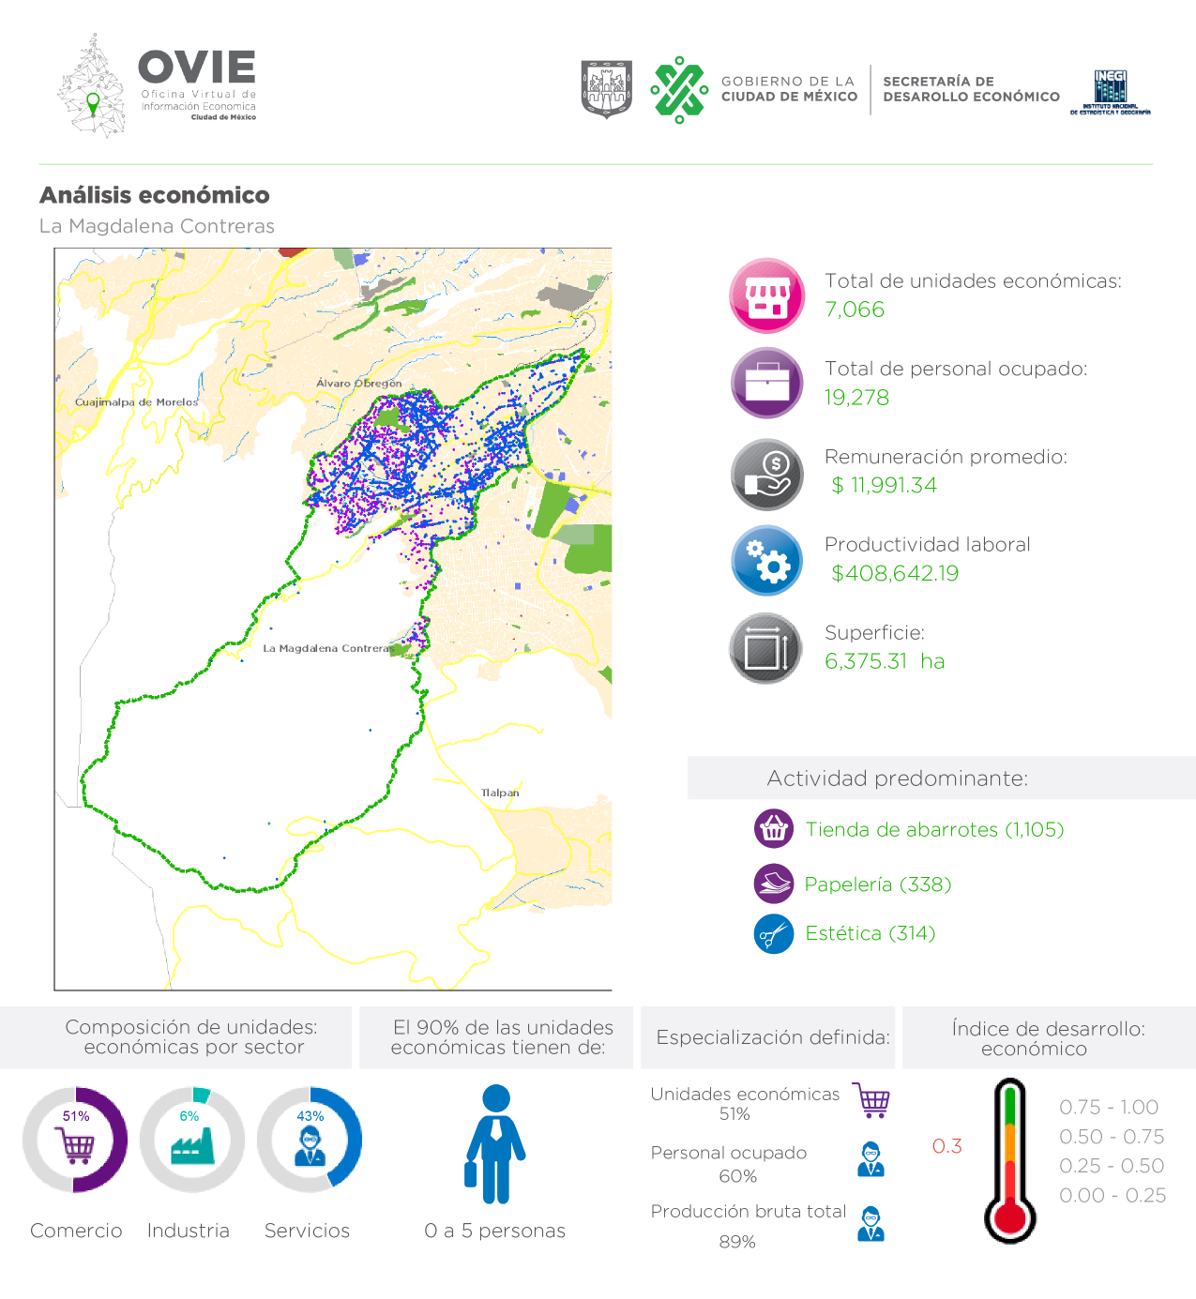 OVIE
Oficina Virtual de
Información Economica
Ciudad de México
GOBIERNO DE LA
CIUDAD DE MÉXICO
SECRETARÍA DE
DESAROLLO ECONÓMICO
INEGI
INSTITUTO NACIONAL
DE ESTADÍSTICA Y GEOGRAFÍA
Análisis económico
La Magdalena Contreras
Álvaro Obregón
Cuajimalpa de Morelos
La Magdalena Contreras
Tlalpan
Total de unidades económicas:
7,066
Total de personal ocupado:
19,278
Remuneración promedio:
$ 11,991.34
$
Productividad laboral
$408,642.19
Superficie:
6,375.31 ha
Actividad predominante:
Tienda de abarrotes (1,105)
Papelería (338)
Estética (314)
Composición de unidades:
económicas por sector
51%
6%
43%
Comercio
Industria
Servicios
El 90% de las unidades
económicas tienen de:
0 a 5 personas
Especialización definida:
Unidades económicas
51%
Personal ocupado
60%
Producción bruta total
89%
Índice de desarrollo:
económico
0.3
0.75 - 1.00
0.50 - 0.75
0.25 - 0.50
0.00 - 0.25